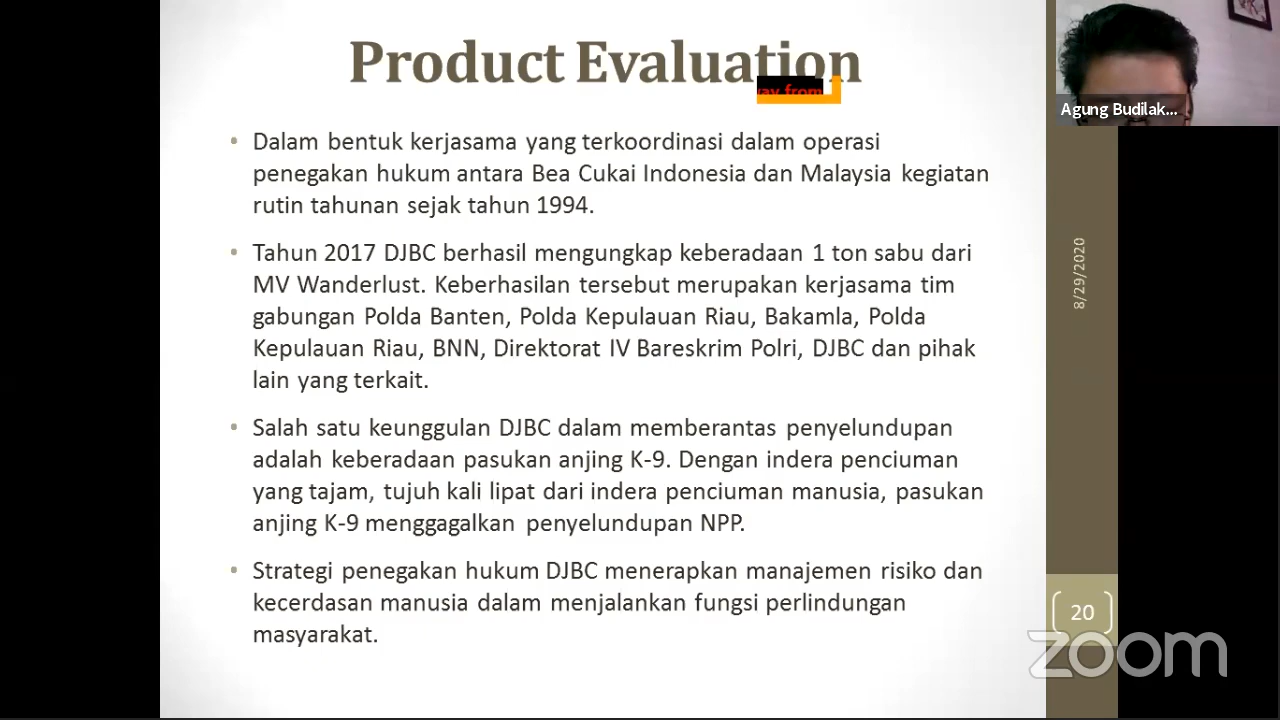 Product Evaluation
way from
Agung Budilak...
• Dalam bentuk kerjasama yang terkoordinasi dalam operasi
penegakan hukum antara Bea Cukai Indonesia dan Malaysia kegiatan
rutin tahunan sejak tahun 1994.
• Tahun 2017 DJBC berhasil mengungkap keberadaan 1 ton sabu dari
MV Wanderlust. Keberhasilan tersebut merupakan kerjasama tim
gabungan Polda Banten, Polda Kepulauan Riau, Bakamla, Polda
Kepulauan Riau, BNN, Direktorat IV Bareskrim Polri, DJBC dan pihak
lain yang terkait.
• Salah satu keunggulan DJBC dalam memberantas penyelundupan
adalah keberadaan pasukan anjing K-9. Dengan indera penciuman
yang tajam, tujuh kali lipat dari indera penciuman manusia, pasukan
anjing K-9 menggagalkan penyelundupan NPP.
• Strategi penegakan hukum DJBC menerapkan manajemen risiko dan
kecerdasan manusia dalam menjalankan fungsi perlindungan
masyarakat.
8/29/2020
20
zoom